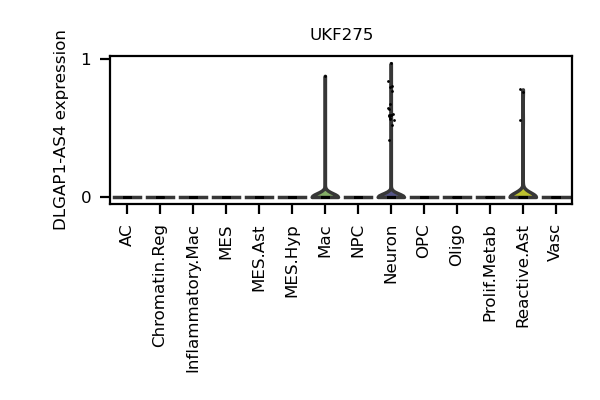 UKF275
DLGAP1-AS4 expression
1
0
AC
Chromatin.Reg
Inflammatory.Mac
MES
MES.Ast
MES.Hyp
Mac
NPC
Neuron
OPC
Oligo
Prolif.Metab
Reactive.Ast
Vasc